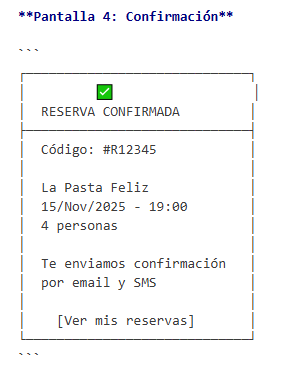 **Pantalla 4: Confirmación**
```
✅
RESERVA CONFIRMADA
Código: #R12345
La Pasta Feliz
15/Nov/2025 - 19:00
4 personas
Te enviamos confirmación
por email y SMS
[Ver mis reservas]
```